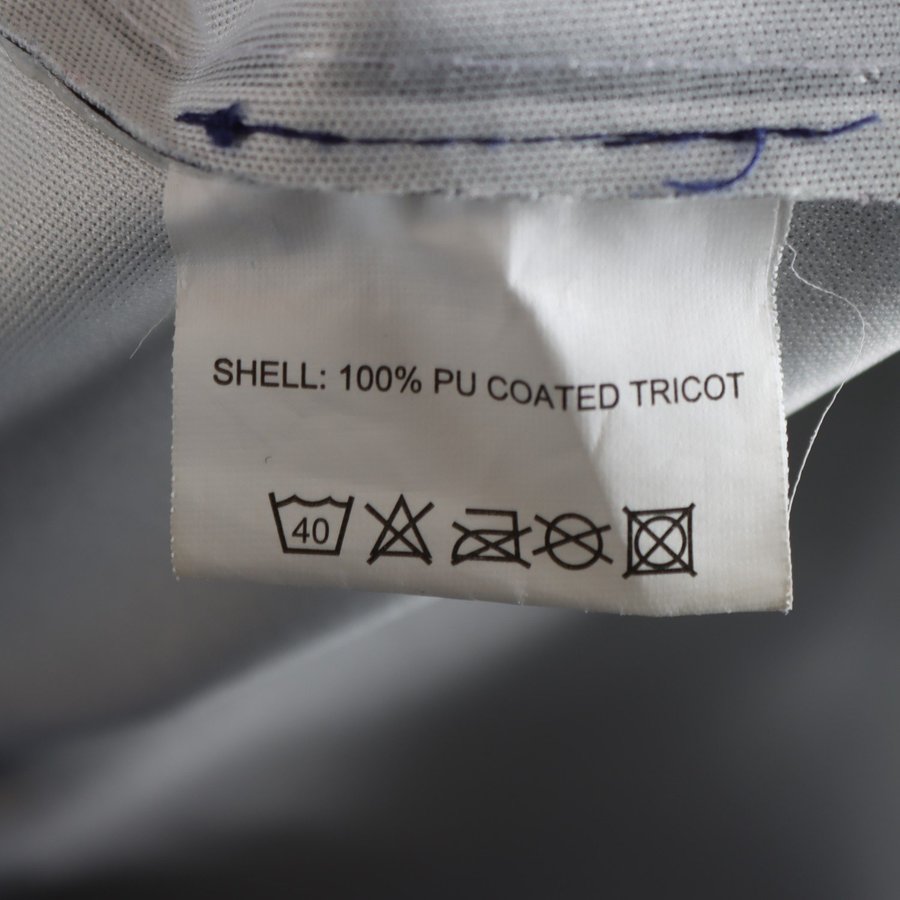 SHELL: 100% PU COATED TRICOT
40